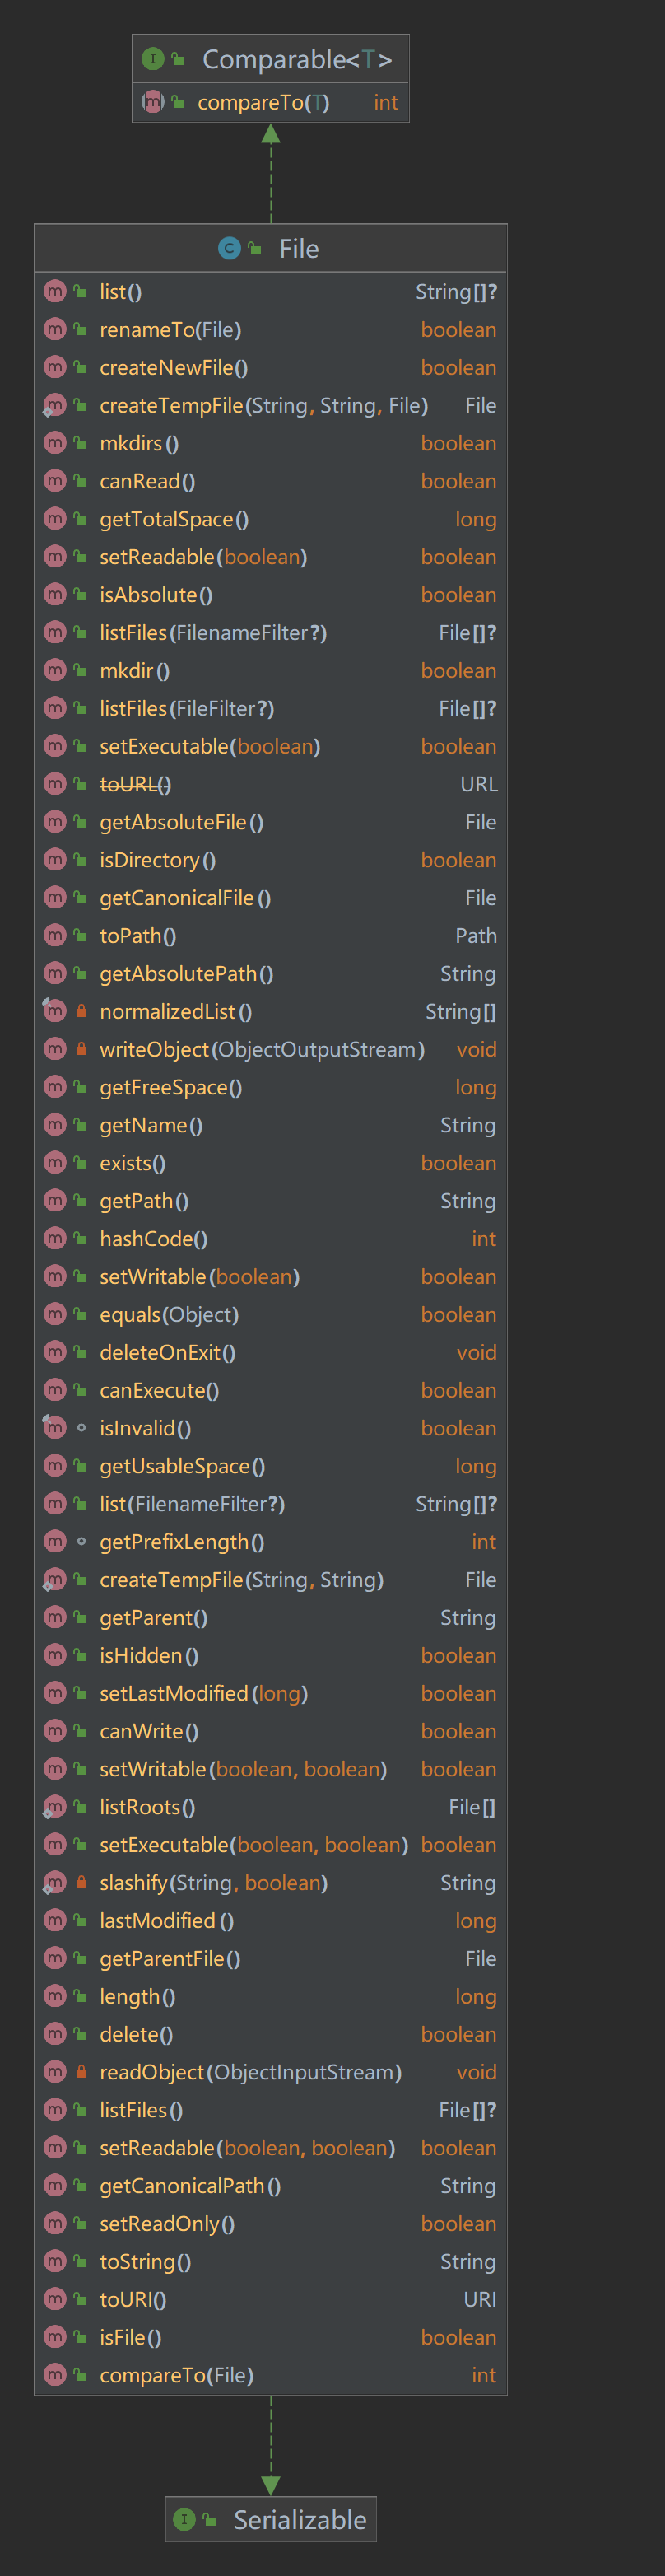 Comparable<T>
compareTo(T) int
File
list() String[]?
renameTo(File) boolean
createNewFile() boolean
createTempFile(String, String, File) File
mkdirs() boolean
canRead() boolean
getTotalSpace() long
setReadable(boolean) boolean
isAbsolute() boolean
listFiles(FilenameFilter?) File[]?
mkdir() boolean
listFiles(FileFilter?) File[]?
setExecutable(boolean) boolean
toURL() URL
getAbsoluteFile() File
isDirectory() boolean
getCanonicalFile() File
toPath() Path
getAbsolutePath() String
normalizedList() String[]
writeObject(ObjectOutputStream) void
getFreeSpace() long
getName() String
exists() boolean
getPath() String
hashCode() int
setWritable(boolean) boolean
equals(Object) boolean
deleteOnExit() void
canExecute() boolean
isInvalid() boolean
getUsableSpace() long
list(FilenameFilter?) String[]?
getPrefixLength() int
createTempFile(String, String) File
getParent() String
isHidden() boolean
setLastModified(long) boolean
canWrite() boolean
setWritable(boolean, boolean) boolean
listRoots() File[]
setExecutable(boolean, boolean) boolean
slashify(String, boolean) String
lastModified() long
getParentFile() File
length() long
delete() boolean
readObject(ObjectInputStream) void
listFiles() File[]?
setReadable(boolean, boolean) boolean
getCanonicalPath() String
setReadOnly() boolean
toString() String
toURI() URI
isFile() boolean
compareTo(File) int
Serializable